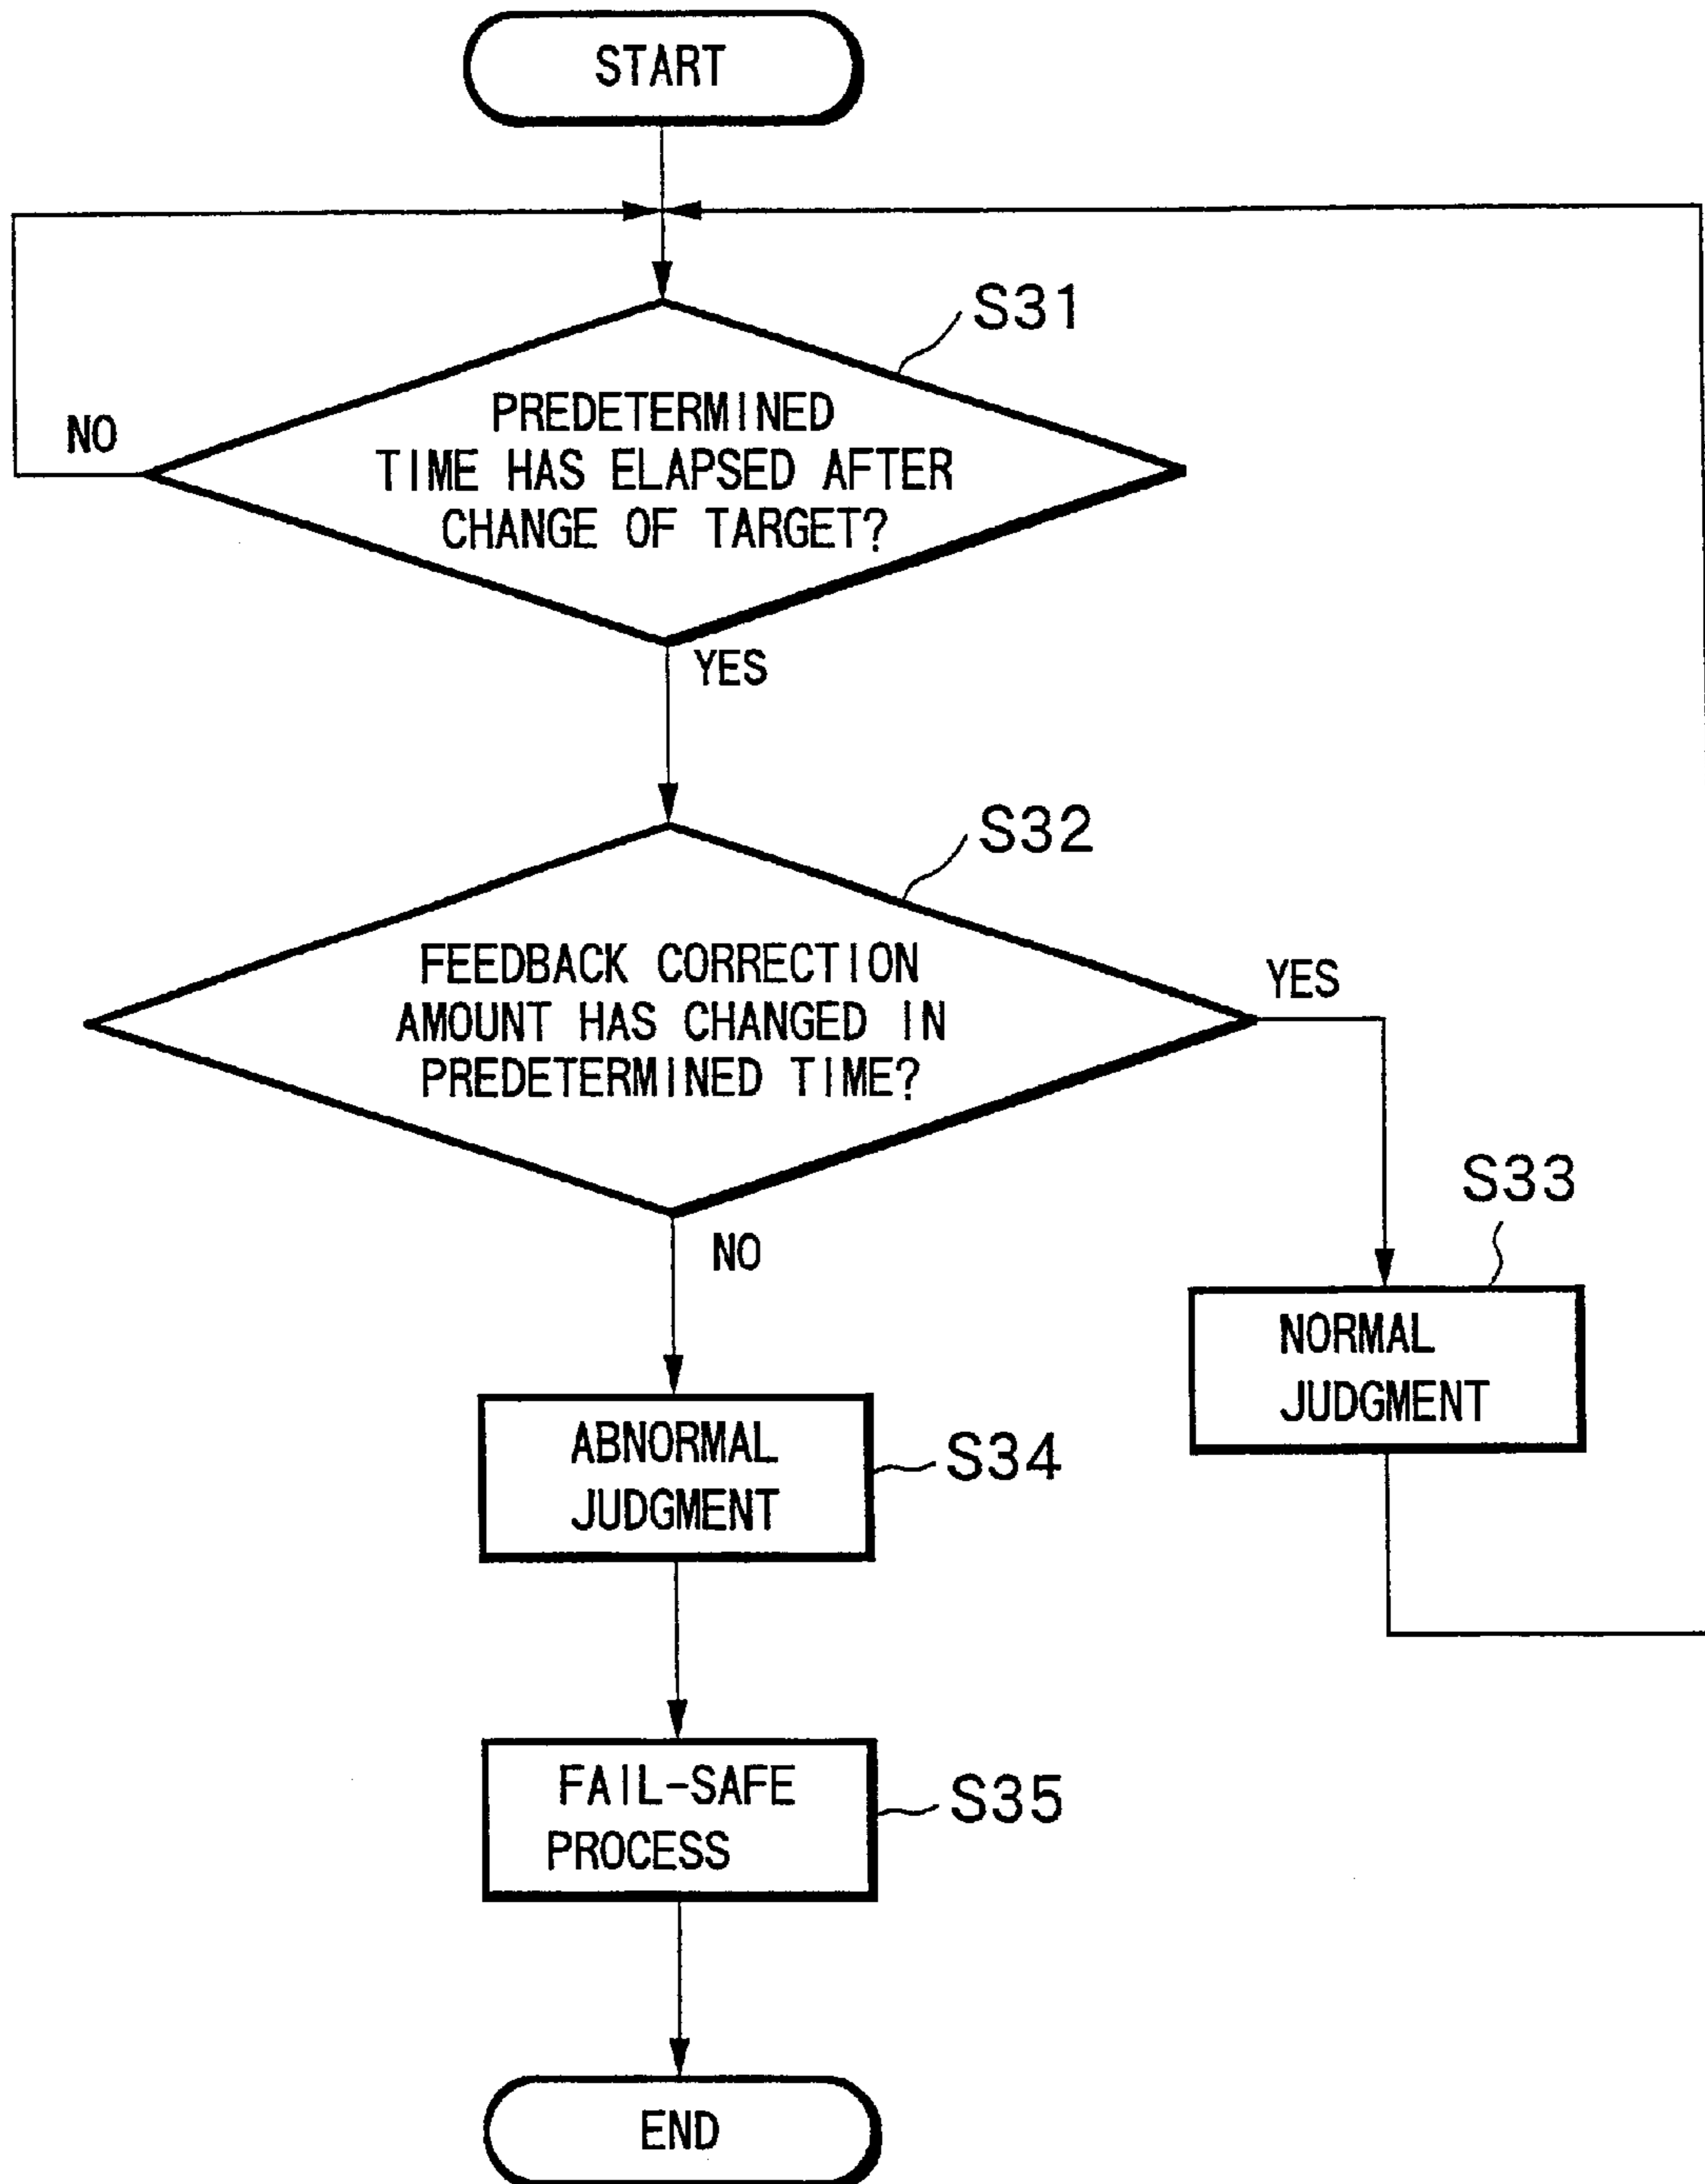 START
S31
PREDETERMINED
TIME HAS ELAPSED AFTER
CHANGE OF TARGET?
NO
YES
S32
FEEDBACK CORRECTION
AMOUNT HAS CHANGED IN
PREDETERMINED TIME?
YES
NO
S33
NORMAL
JUDGMENT
ABNORMAL
JUDGMENT
S34
FAIL-SAFE
PROCESS
S35
END